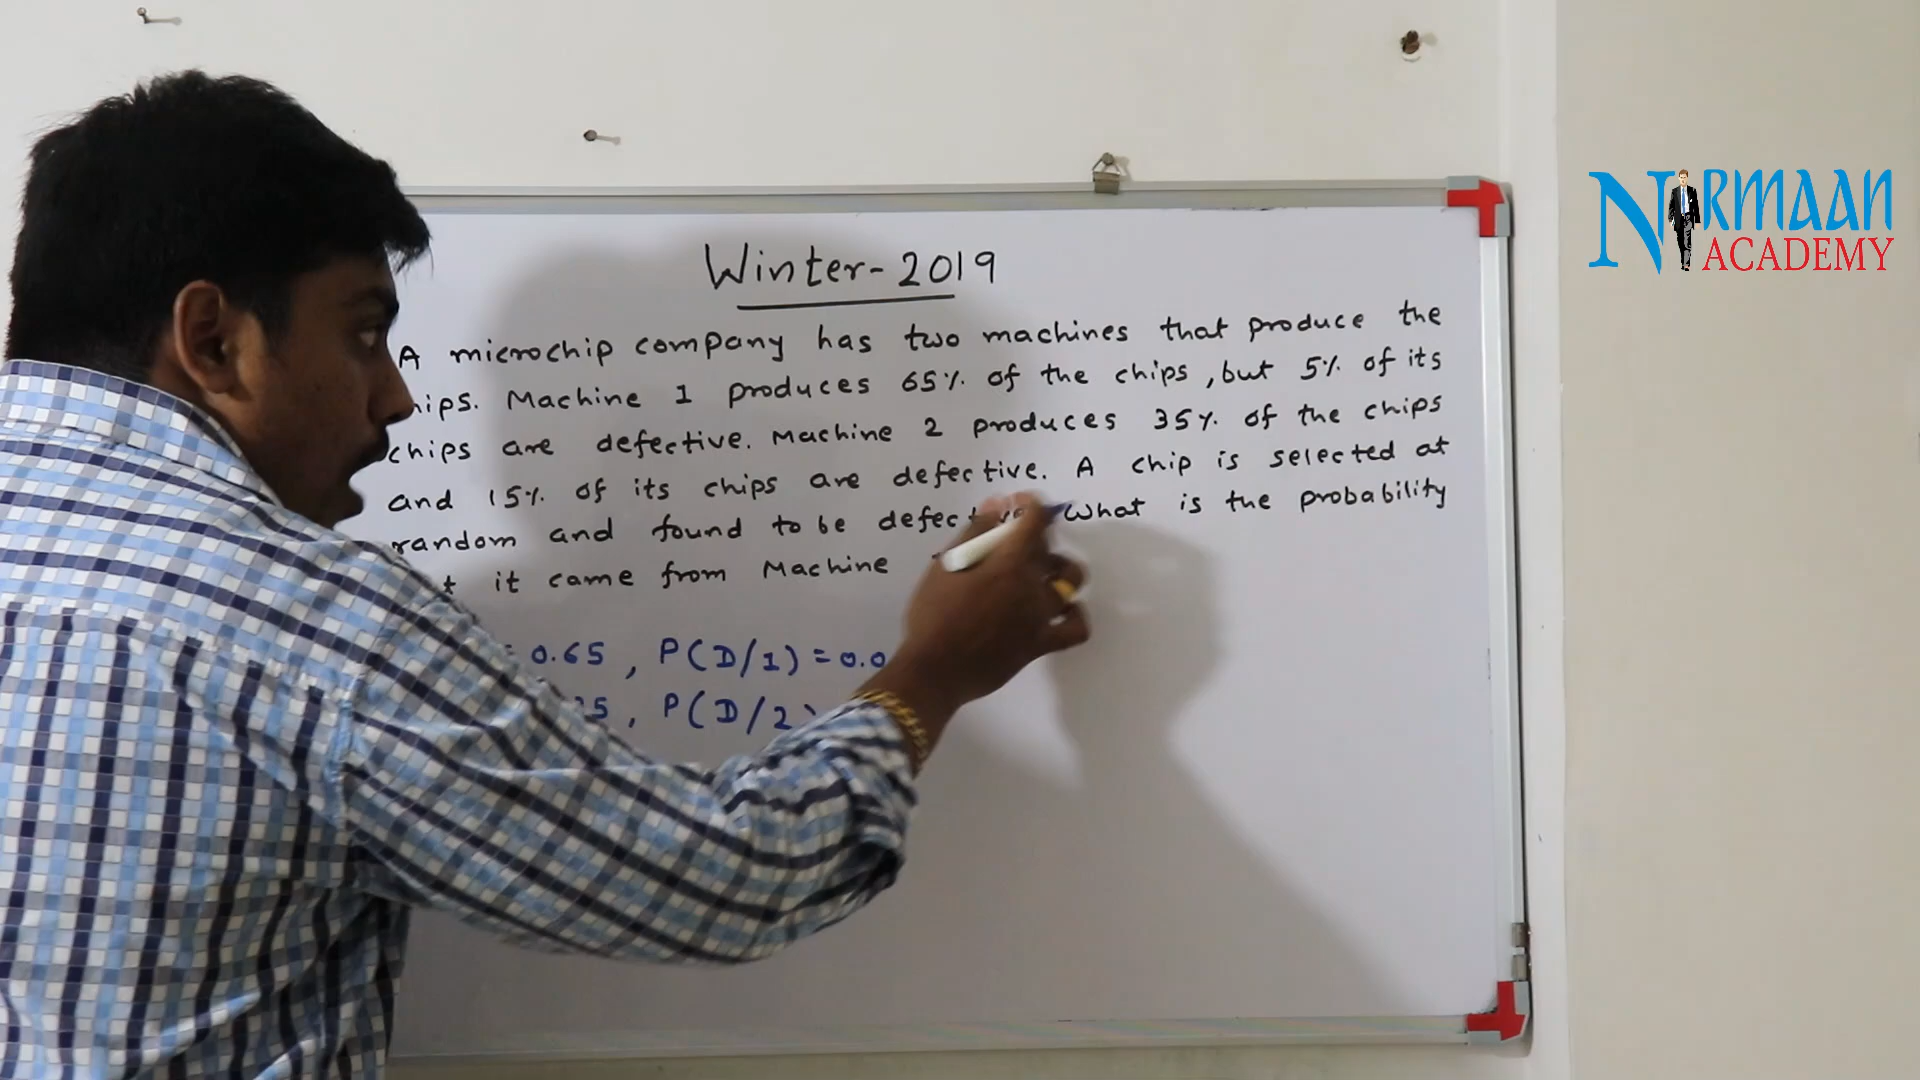 NIRMAAN
ACADEMY
Winter-2019
A microchip company has two machines that produce the
chips. Machine 1 produces 65% of the chips, but 5% of its
chips are defective. Machine 2 produces 35% of the chips
and 15% of its chips are defective. A chip is selected at
random and found to be defective. What is the probability
it came from Machine
= 0.65, P(D/1) = 0.0
, P(D/2)